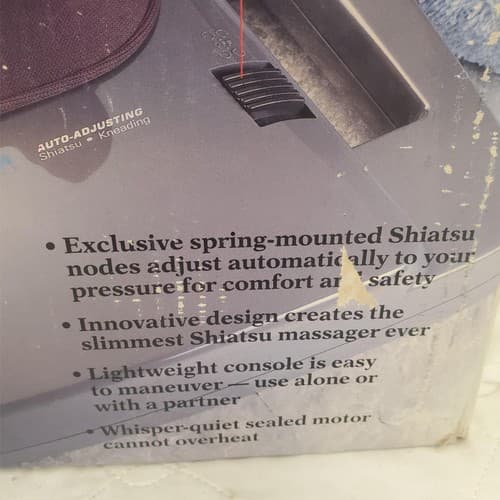 AUTO-ADJUSTING
Shiatsu • Kneading
• Exclusive spring-mounted Shiatsu
nodes adjust automatically to your
pressure for comfort an safety
• Innovative design creates the
slimmest Shiatsu massager ever
• Lightweight console is easy
to maneuver — use alone or
with a partner
• Whisper-quiet sealed motor
cannot overheat